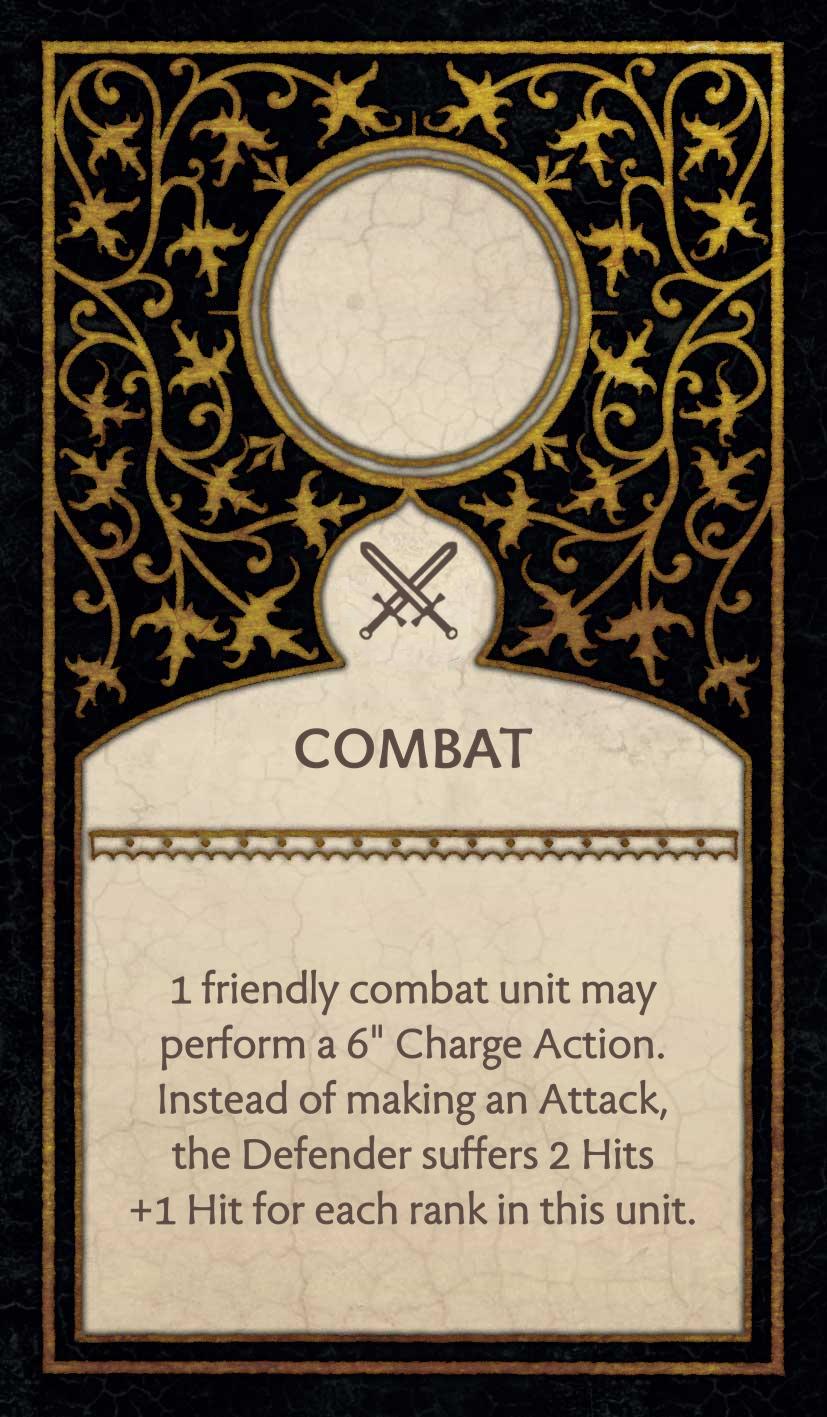 COMBAT
1 friendly combat unit may
perform a 6" Charge Action.
Instead of making an Attack,
the Defender suffers 2 Hits
+1 Hit for each rank in this unit.